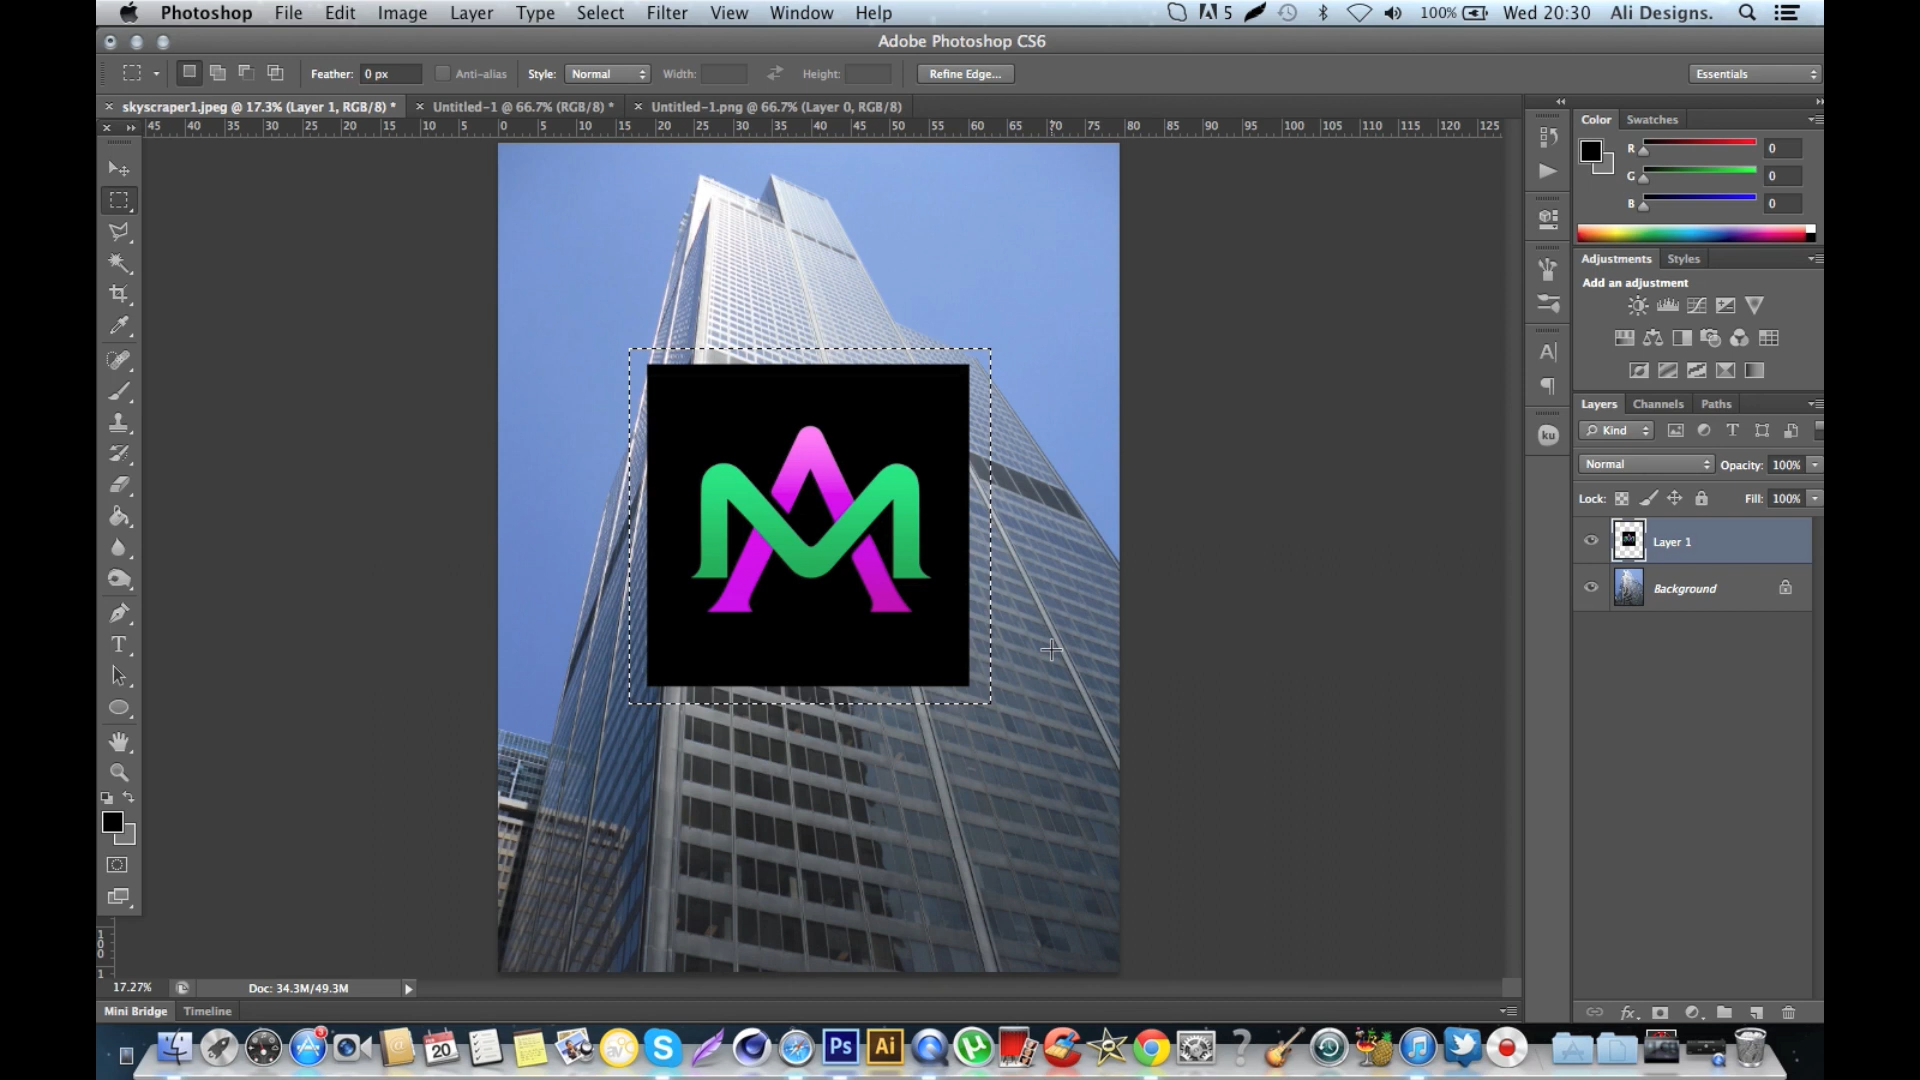 Photoshop File Edit Image Layer Type Select Filter View Window Help 5 100% Wed 20:30 Ali Designs.
Adobe Photoshop CS6
Feather: 0 px Anti-alias Style: Normal Width: Height: Refine Edge... Essentials
skyscraper1.jpeg @ 17.3% (Layer 1, RGB/8) * Untitled-1 @ 66.7% (RGB/8) * Untitled-1.png @ 66.7% (Layer 0, RGB/8)
45 40 35 30 25 20 15 10 5 0 5 10 15 20 25 30 35 40 45 50 55 60 65 70 75 80 85 90 95 100 105 110 115 120 125
Color Swatches
R 0
G 0
B 0
Adjustments Styles
Add an adjustment
Layers Channels Paths
Kind
Normal Opacity: 100%
Lock: Fill: 100%
Layer 1
Background
ku
MA
17.27% Doc: 34.3M/49.3M
Mini Bridge Timeline
3
20
avc
S
Ps
Ai